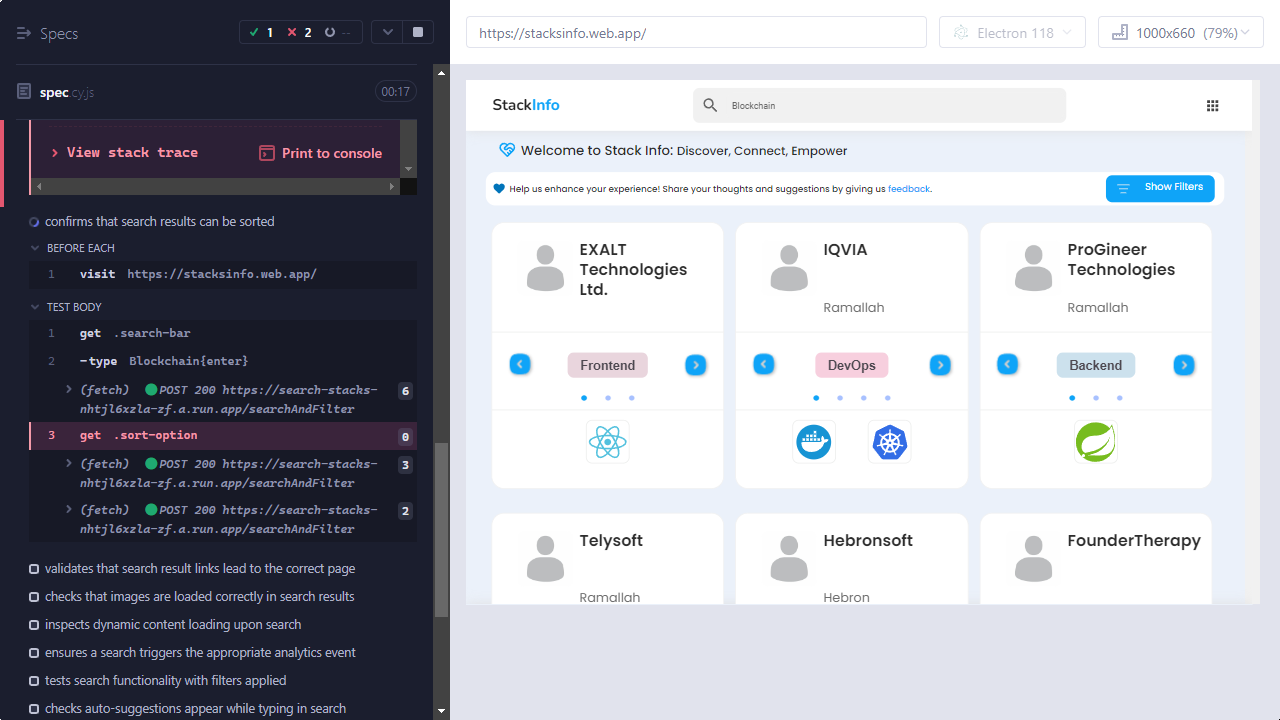 Specs
1
2
--
https://stacksinfo.web.app/
Electron 118
1000x660 (79%)
spec.cy.js
00:17
View stack trace
Print to console
confirms that search results can be sorted
BEFORE EACH
1 visit https://stacksinfo.web.app/
TEST BODY
1 get .search-bar
2 -type Blockchain{enter}
(fetch) POST 200 https://search-stacks-
nhtjl6xzla-zf.a.run.app/searchAndFilter
6
3 get .sort-option 0
(fetch) POST 200 https://search-stacks-
nhtjl6xzla-zf.a.run.app/searchAndFilter
3
(fetch) POST 200 https://search-stacks-
nhtjl6xzla-zf.a.run.app/searchAndFilter
2
validates that search result links lead to the correct page
checks that images are loaded correctly in search results
inspects dynamic content loading upon search
ensures a search triggers the appropriate analytics event
tests search functionality with filters applied
checks auto-suggestions appear while typing in search
StackInfo
Blockchain
Welcome to Stack Info: Discover, Connect, Empower
Help us enhance your experience! Share your thoughts and suggestions by giving us feedback.
Show Filters
EXALT
Technologies
Ltd.
Frontend
IQVIA
Ramallah
DevOps
ProGineer
Technologies
Ramallah
Backend
Telysoft
Ramallah
Hebronsoft
Hebron
FounderTherapy